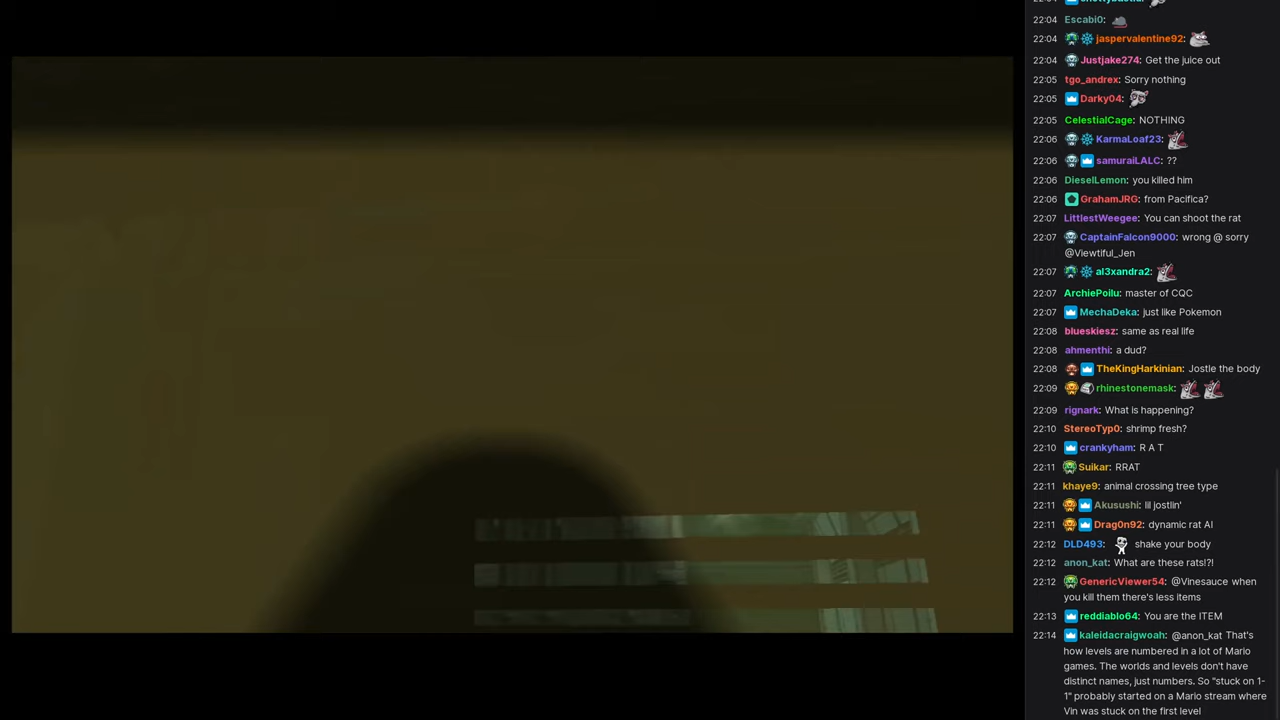 22:04 Escabi0:
22:04 jaspervalentine92:
22:04 Justjake274: Get the juice out
22:05 tgo_andrex: Sorry nothing
22:05 Darky04:
22:05 CelestialCage: NOTHING
22:06 KarmaLoaf23:
22:06 samuraiLALC: ??
22:06 DieselLemon: you killed him
22:06 GrahamJRG: from Pacifica?
22:07 LittlestWeegee: You can shoot the rat
22:07 CaptainFalcon9000: wrong @ sorry
@Viewtiful_Jen
22:07 al3xandra2:
22:07 ArchiePoilu: master of CQC
22:07 MechaDeka: just like Pokemon
22:08 blueskiesz: same as real life
22:08 ahmenthi: a dud?
22:08 TheKingHarkinian: Jostle the body
22:09 rhinestonemask:
22:09 rignark: What is happening?
22:10 StereoTyp0: shrimp fresh?
22:10 crankyham: R A T
22:11 Suikar: RRAT
22:11 khaye9: animal crossing tree type
22:11 Akusushi: lil jostlin'
22:11 Drag0n92: dynamic rat AI
22:12 DLD493: shake your body
22:12 anon_kat: What are these rats!?!
22:12 GenericViewer54: @Vinesauce when
you kill them there's less items
22:13 reddiablo64: You are the ITEM
22:14 kaleidacraigwoah: @anon_kat That's
how levels are numbered in a lot of Mario
games. The worlds and levels don't have
distinct names, just numbers. So "stuck on 1-
1" probably started on a Mario stream where
Vin was stuck on the first level